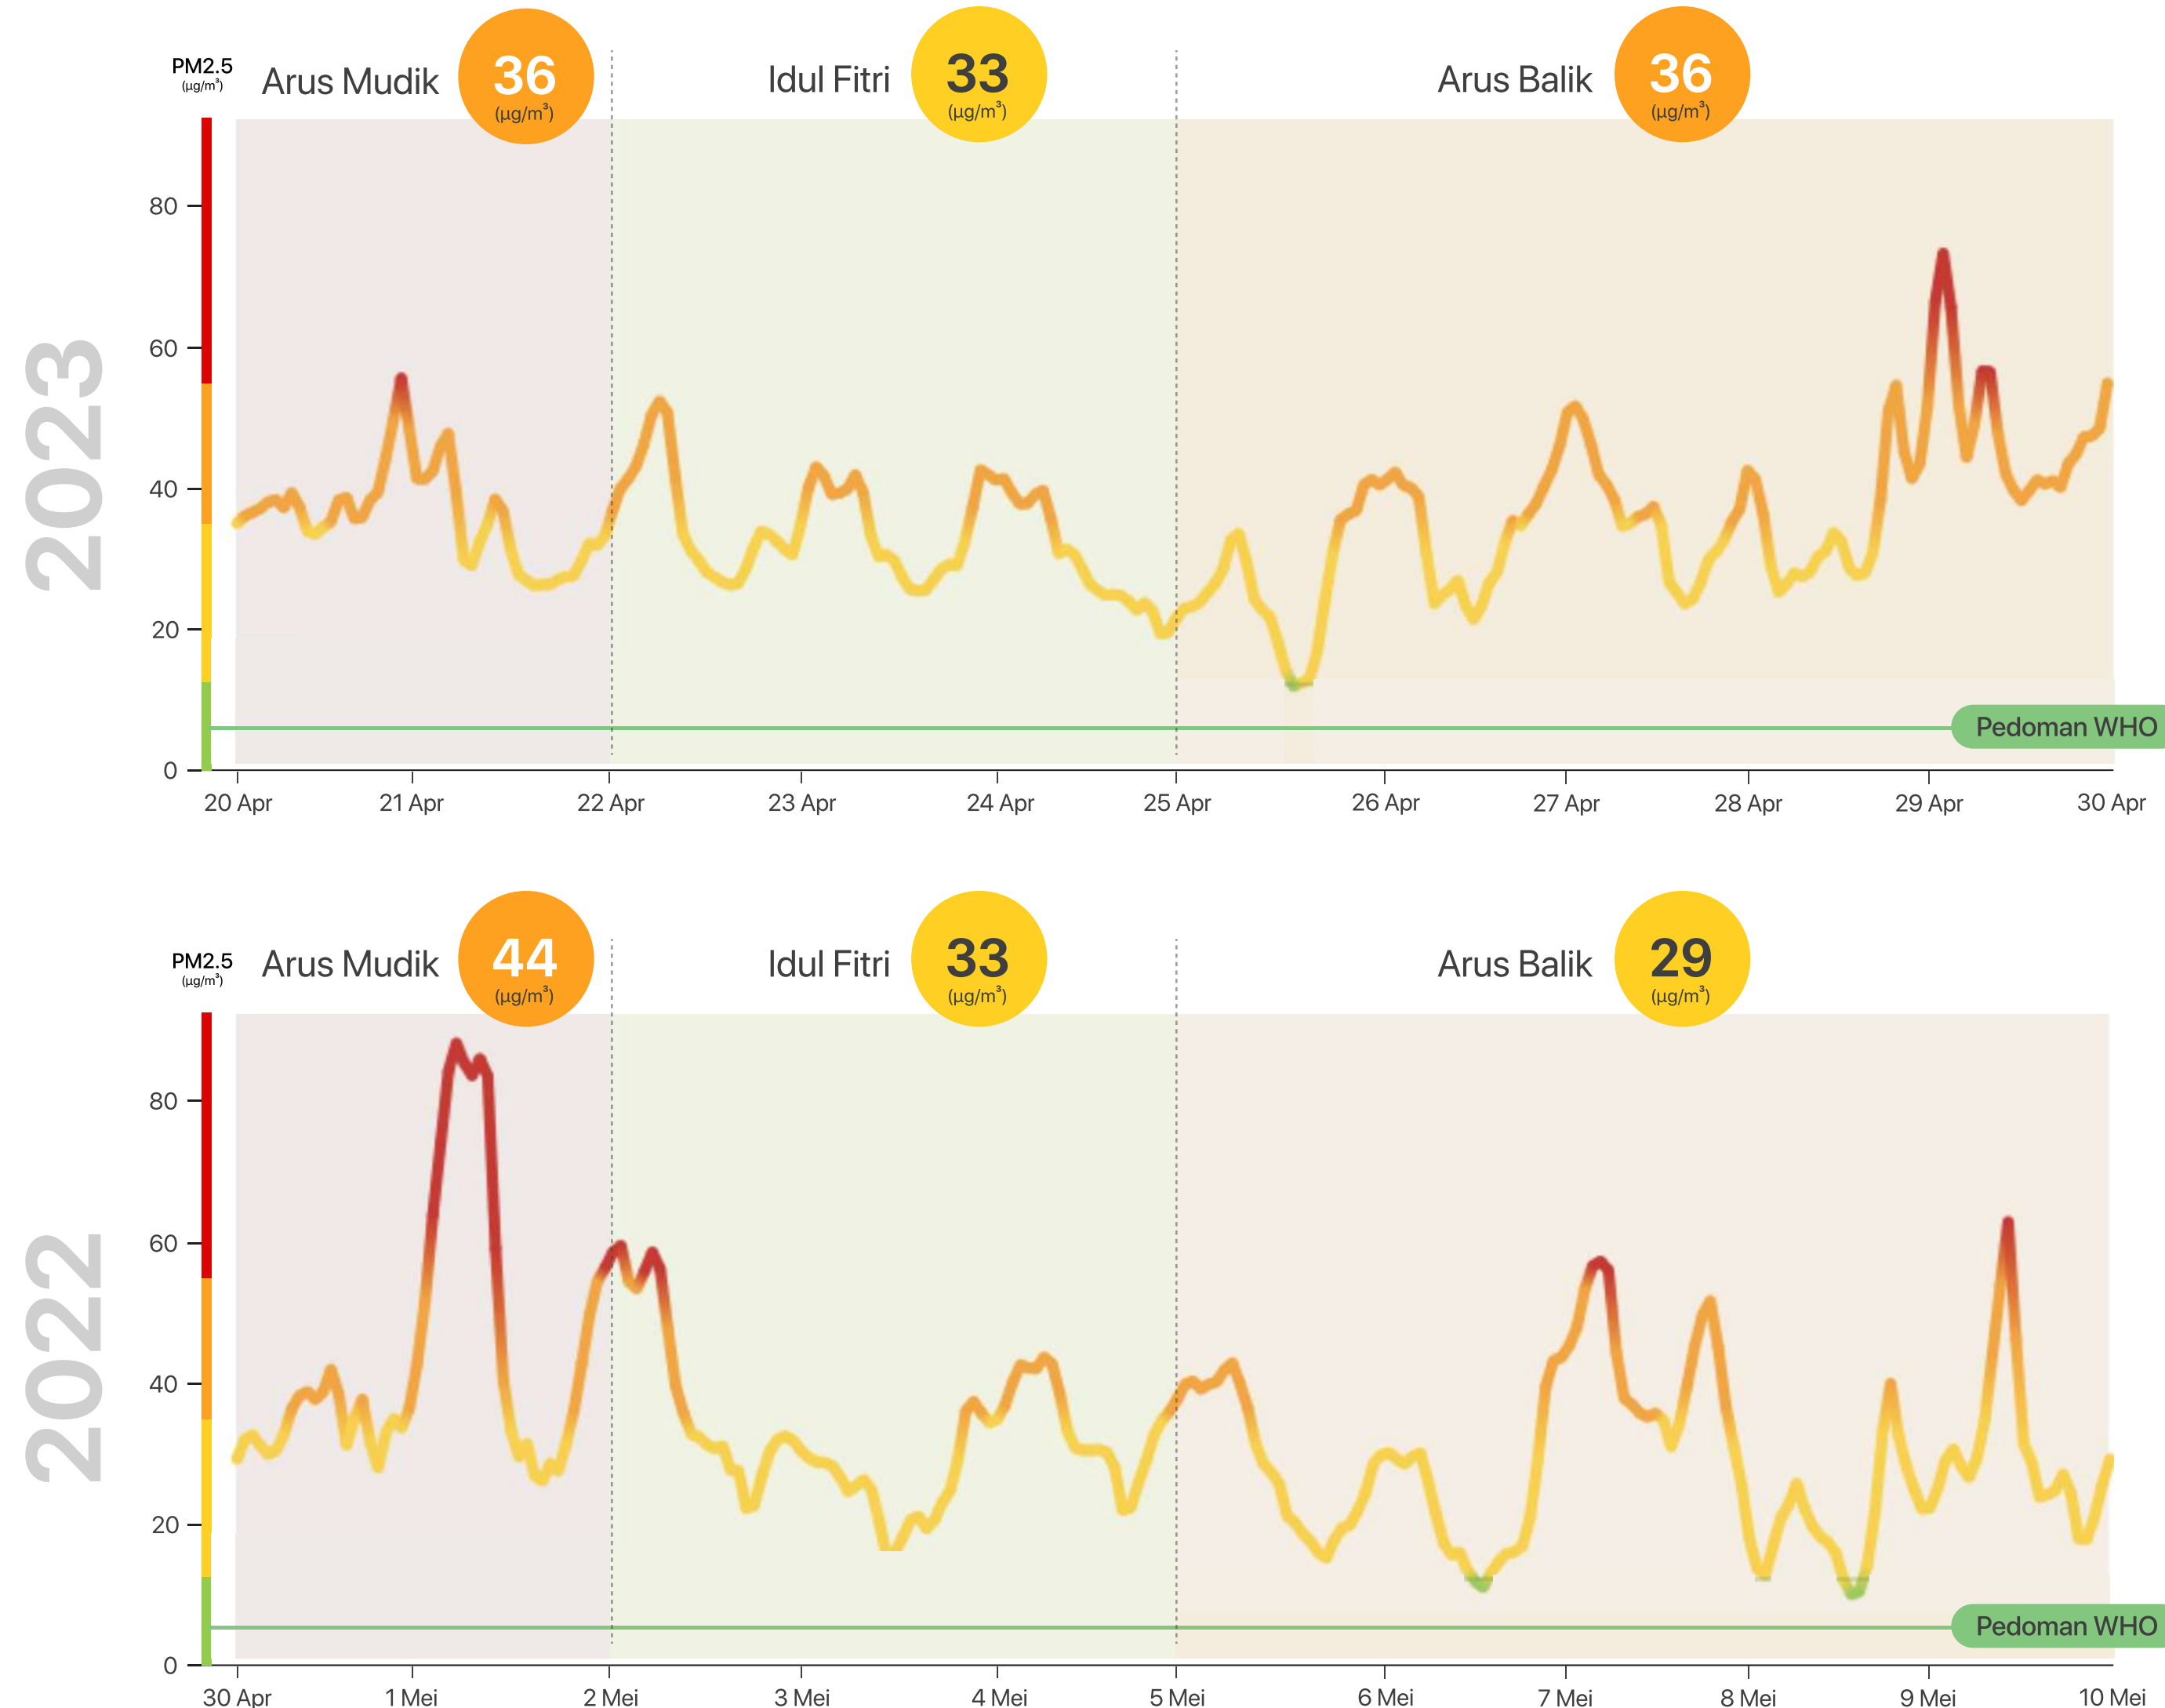 PM2.5
(µg/m³)
Arus Mudik
36
(µg/m³)
Idul Fitri
33
(µg/m³)
Arus Balik
36
(µg/m³)
2023
80
60
40
20
0
Pedoman WHO
20 Apr
21 Apr
22 Apr
23 Apr
24 Apr
25 Apr
26 Apr
27 Apr
28 Apr
29 Apr
30 Apr
PM2.5
(µg/m³)
Arus Mudik
44
(µg/m³)
Idul Fitri
33
(µg/m³)
Arus Balik
29
(µg/m³)
2022
80
60
40
20
0
Pedoman WHO
30 Apr
1 Mei
2 Mei
3 Mei
4 Mei
5 Mei
6 Mei
7 Mei
8 Mei
9 Mei
10 Mei